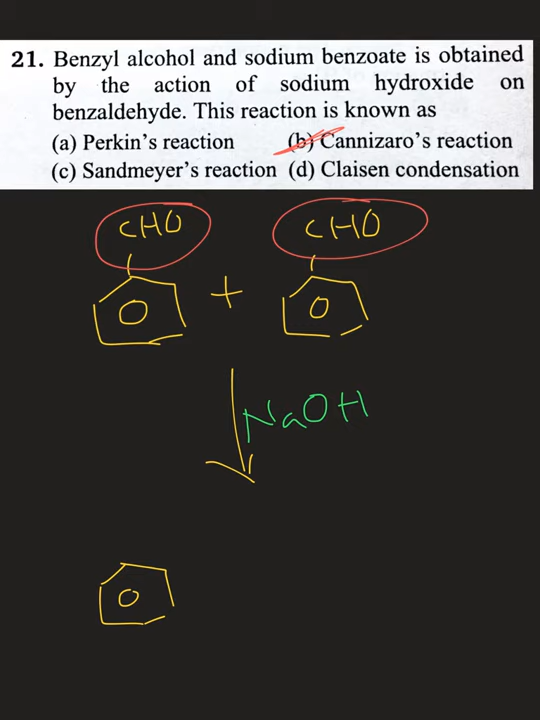 21. Benzyl alcohol and sodium benzoate is obtained
by the action of sodium hydroxide on
benzaldehyde. This reaction is known as
(a) Perkin's reaction (b) Cannizaro's reaction
(c) Sandmeyer's reaction (d) Claisen condensation
CHO CHO
+
NaOH